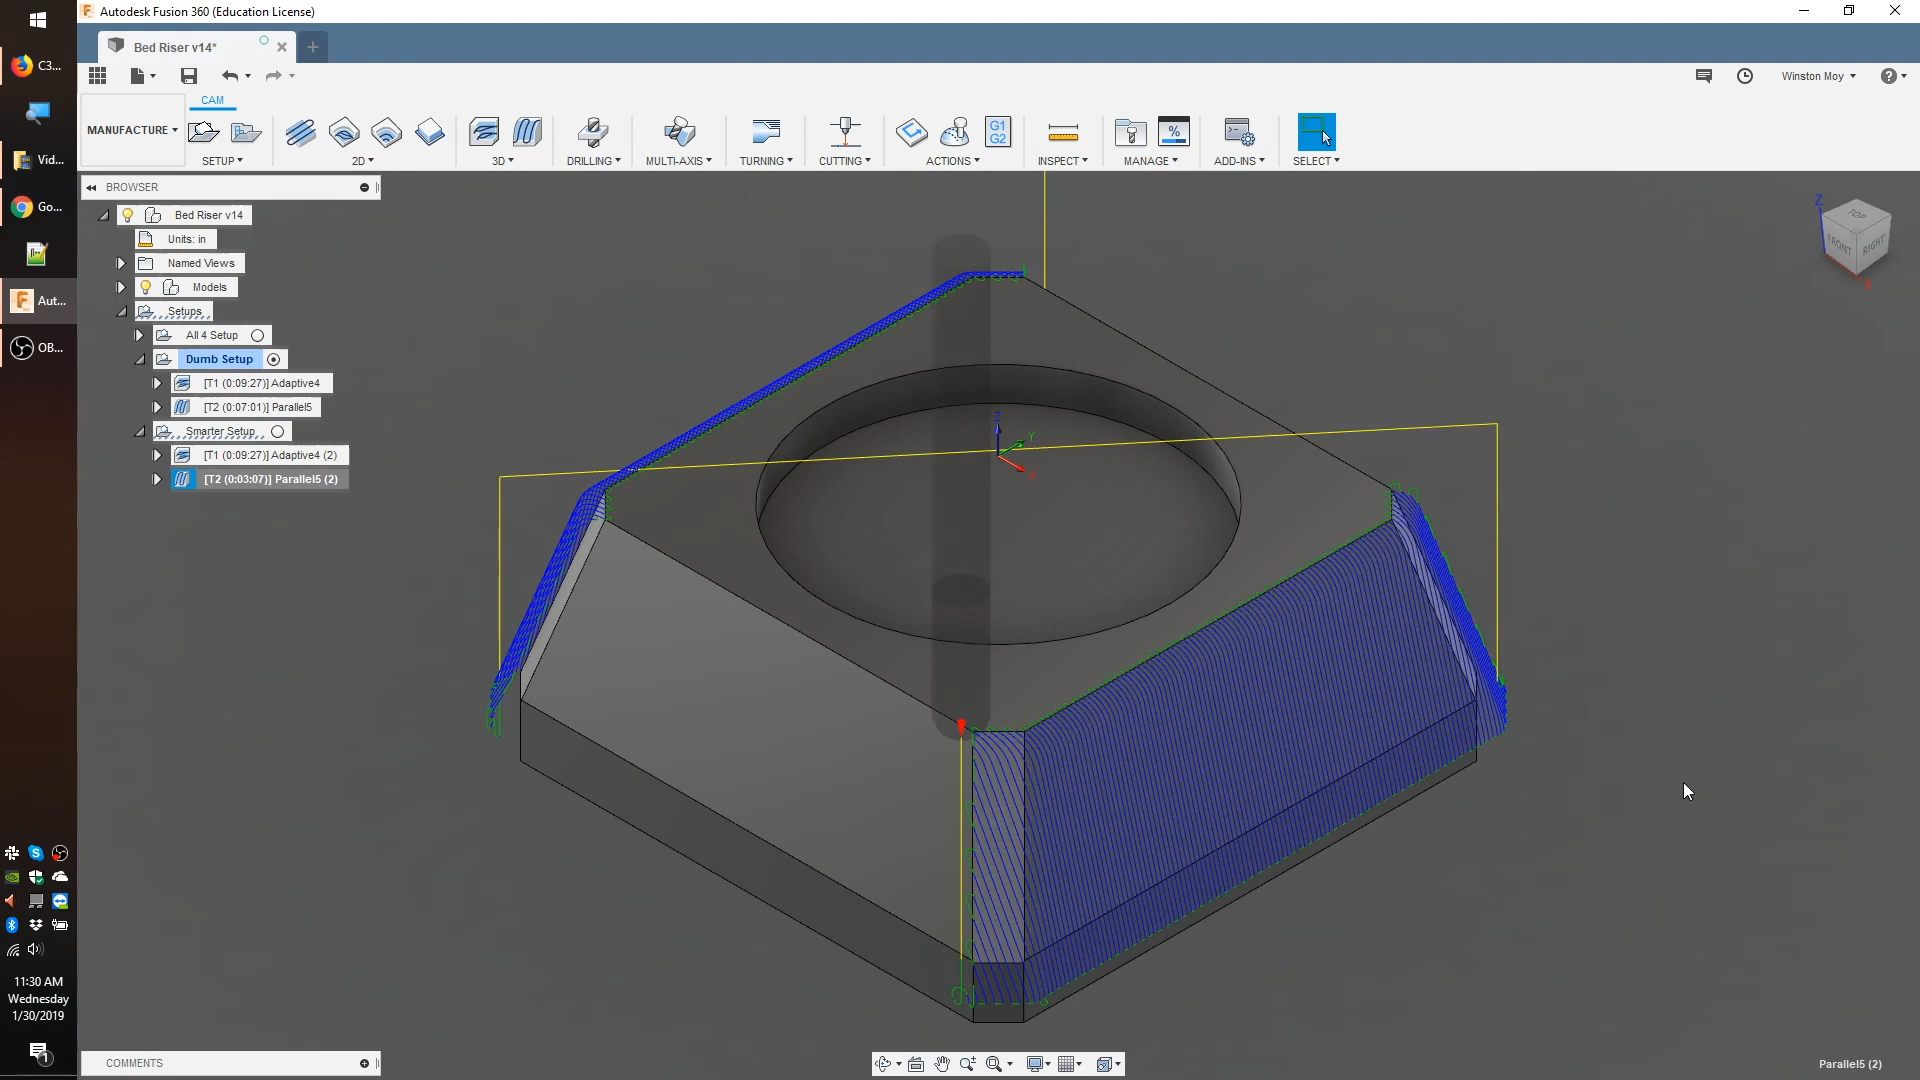 Autodesk Fusion 360 (Education License)
Bed Riser v14*
Winston Moy
CAM
MANUFACTURE
G1
G2
%
SETUP
2D
3D
DRILLING
MULTI-AXIS
TURNING
CUTTING
ACTIONS
INSPECT
MANAGE
ADD-INS
SELECT
C3...
Vid...
Go...
Aut...
OB...
BROWSER
Bed Riser v14
Units: in
Named Views
Models
Setups
All 4 Setup
Dumb Setup
[T1 (0:09:27)] Adaptive4
[T2 (0:07:01)] Parallel5
Smarter Setup
[T1 (0:09:27)] Adaptive4 (2)
[T2 (0:03:07)] Parallel5 (2)
Z
TOP
FRONT
RIGHT
X
Z
Y
X
11:30 AM
Wednesday
1/30/2019
1
COMMENTS
Parallel5 (2)